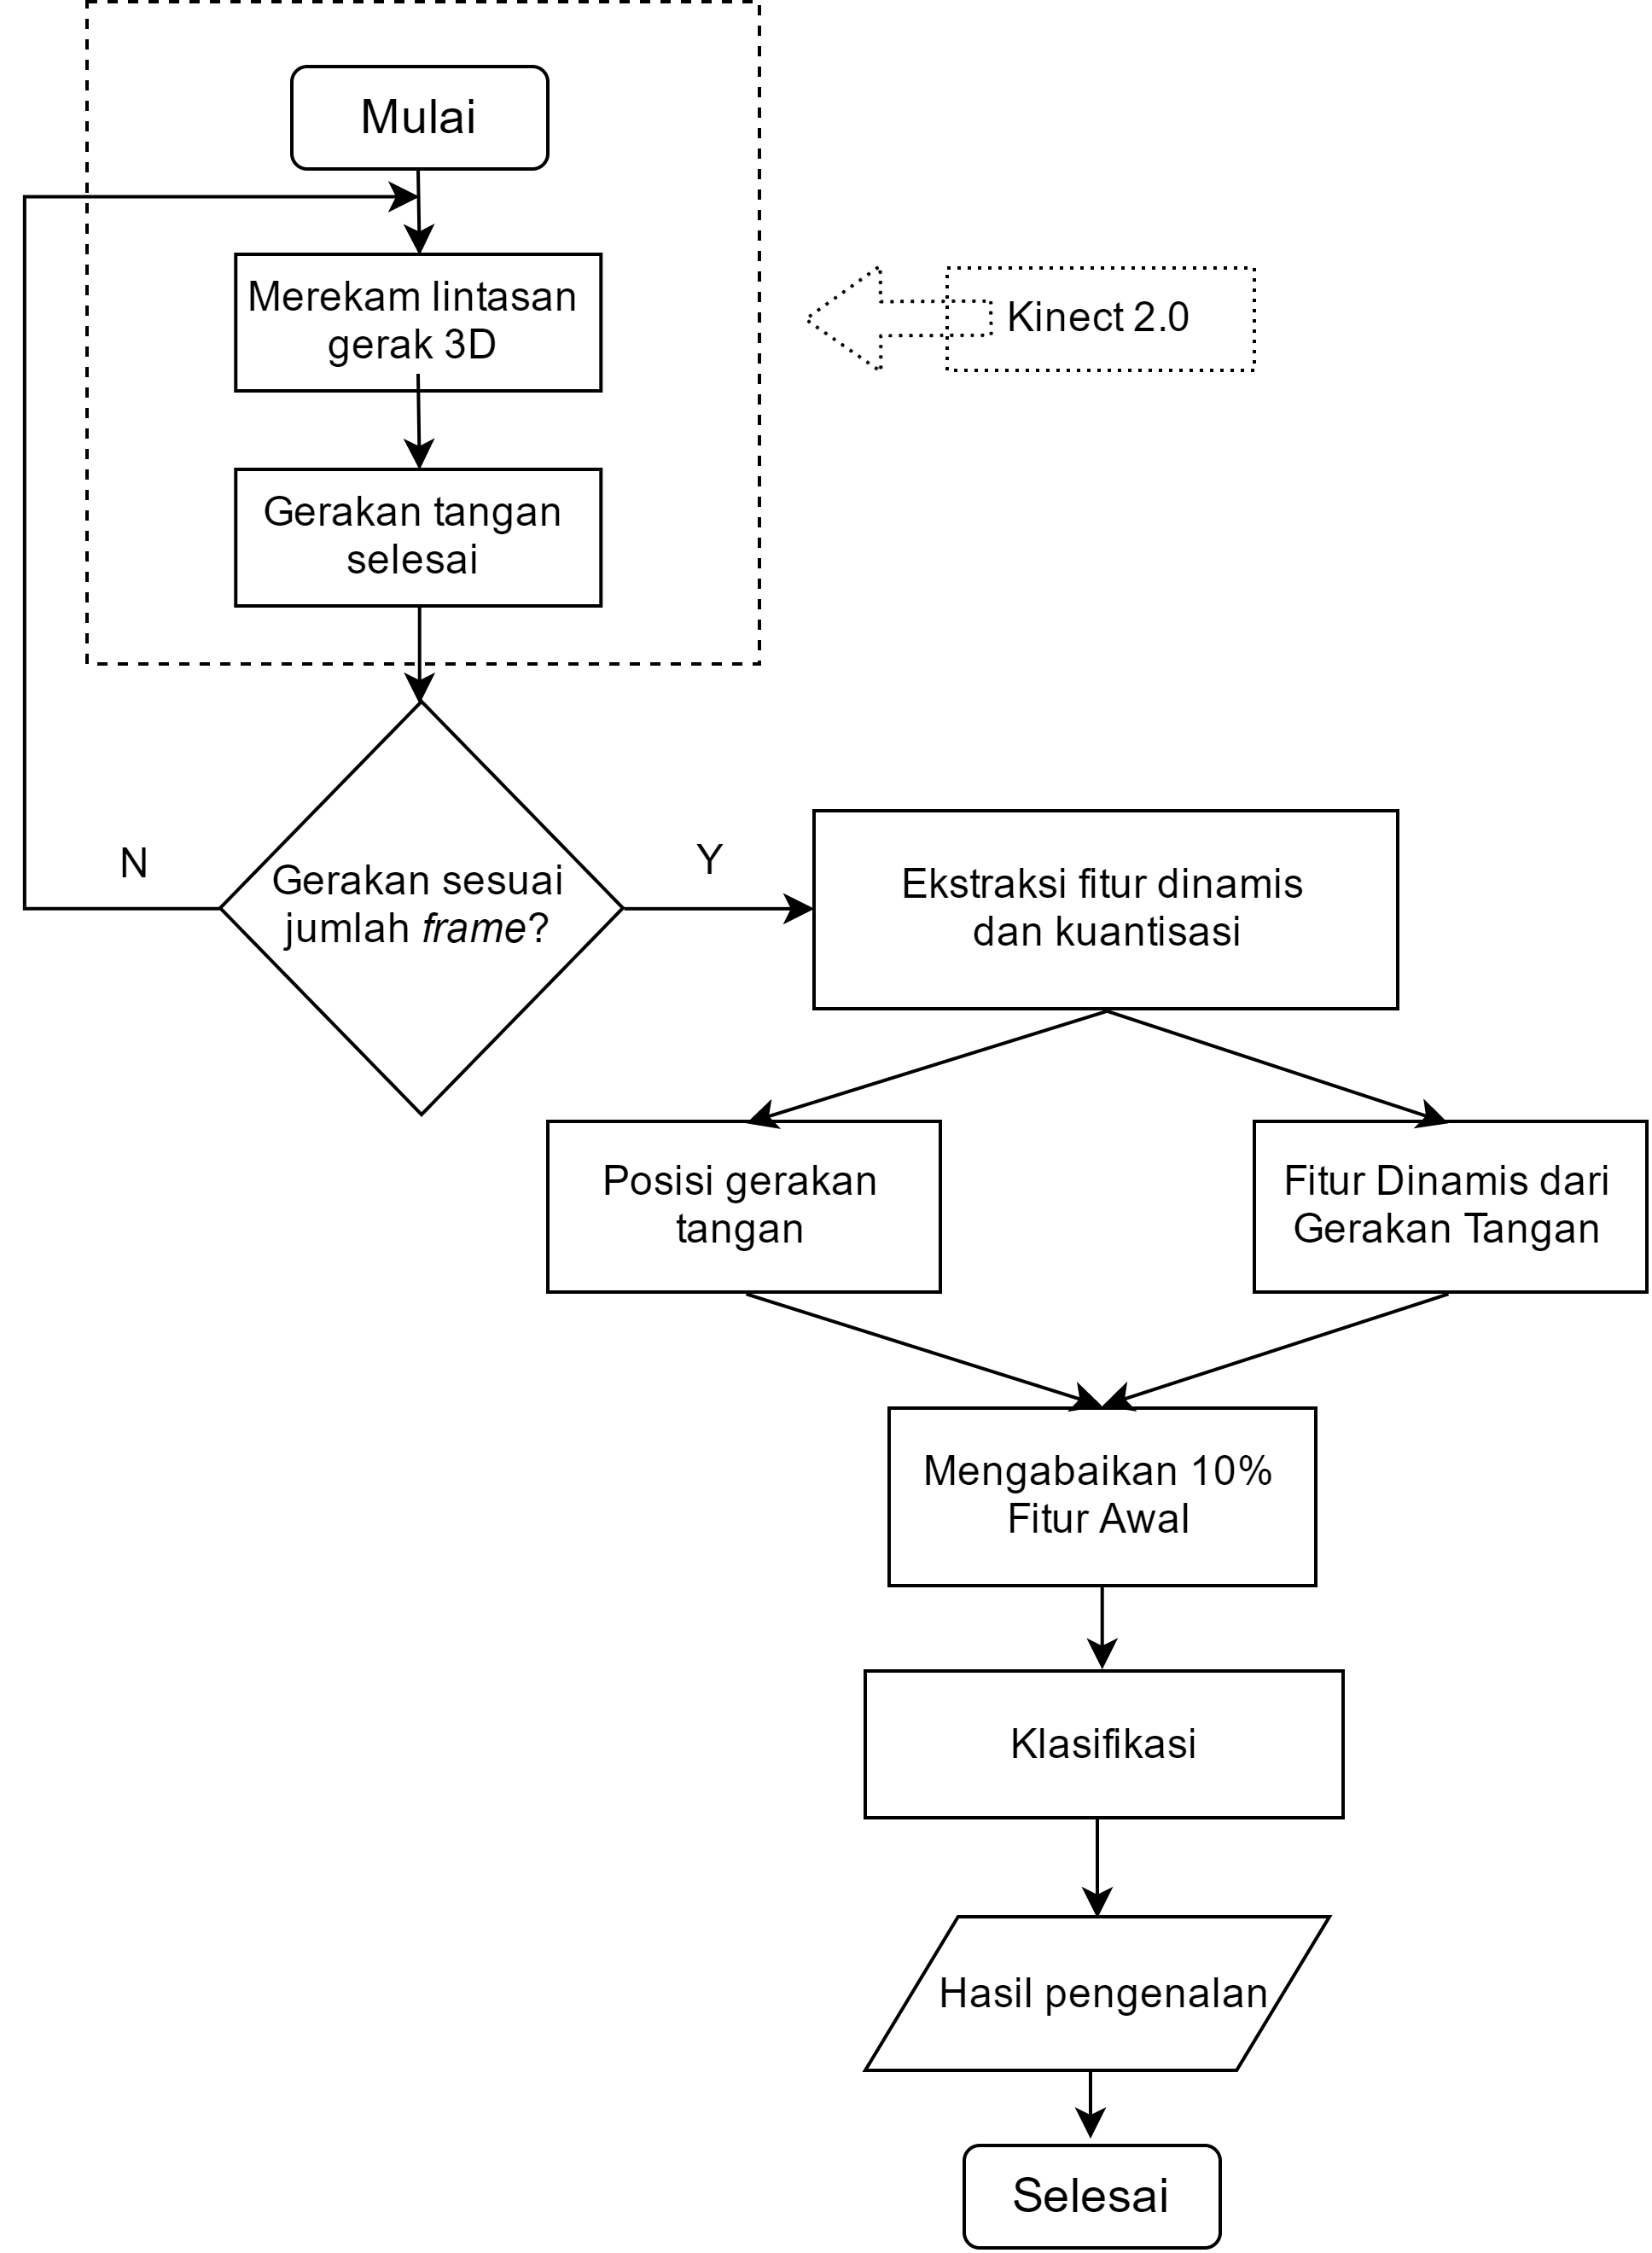 Mulai
Merekam lintasan
gerak 3D
Kinect 2.0
Gerakan tangan
selesai
Gerakan sesuai
jumlah frame?
N
Y
Ekstraksi fitur dinamis
dan kuantisasi
Posisi gerakan
tangan
Fitur Dinamis dari
Gerakan Tangan
Mengabaikan 10%
Fitur Awal
Klasifikasi
Hasil pengenalan
Selesai